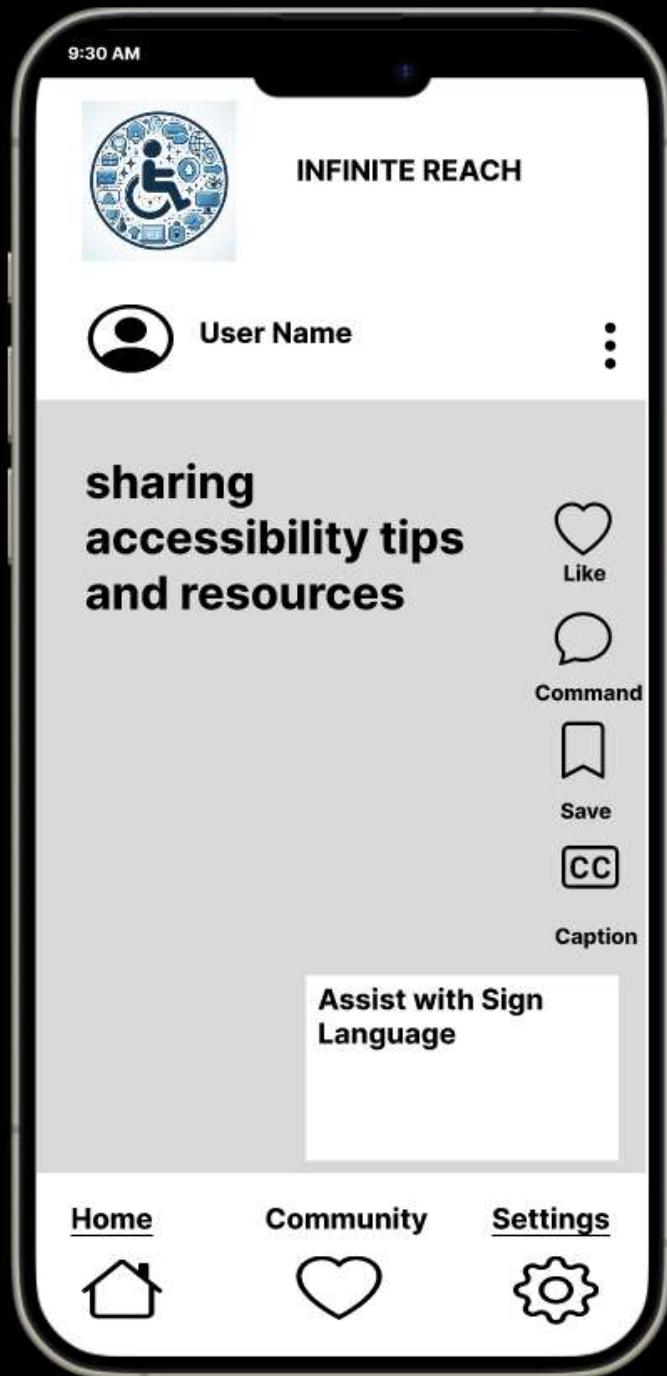 9:30 AM
INFINITE REACH
User Name
sharing
accessibility tips
and resources
Like
Command
Save
CC
Caption
Assist with Sign
Language
Home
Community
Settings